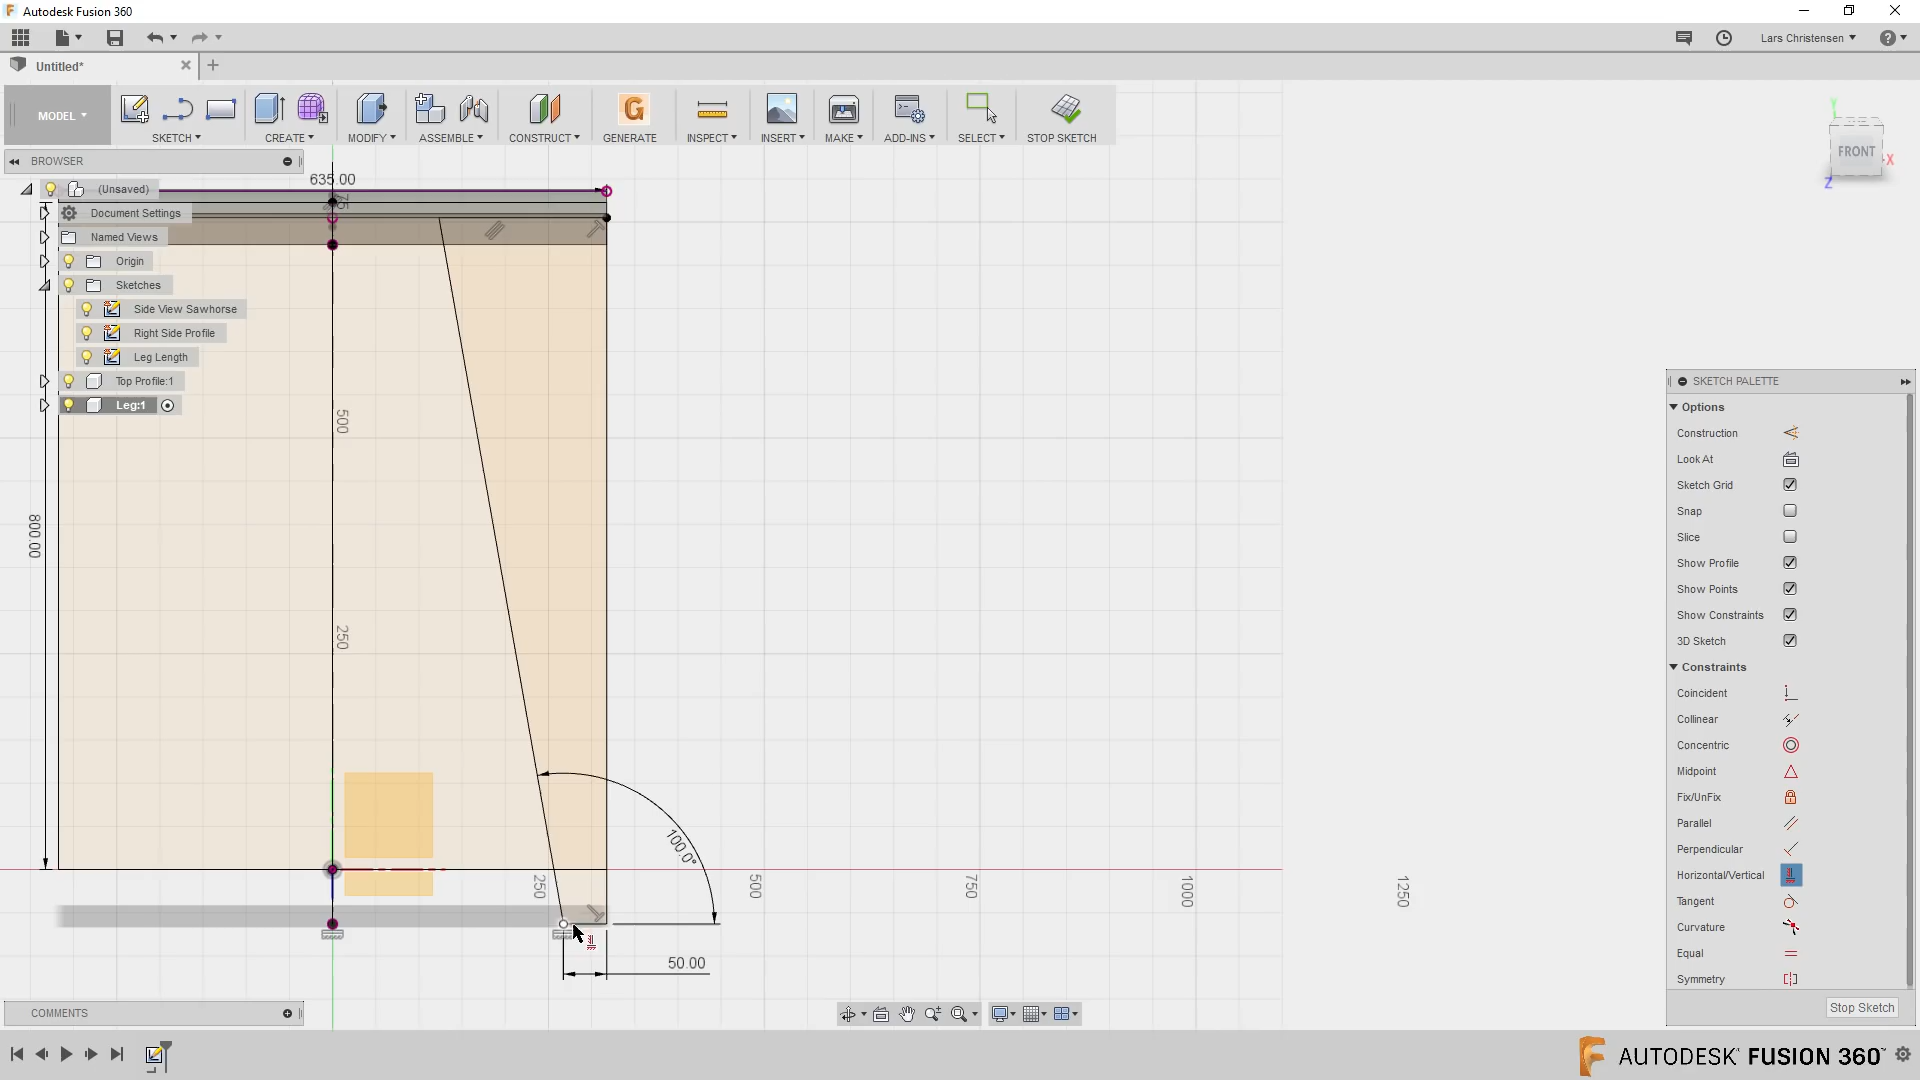 Autodesk Fusion 360
Lars Christensen
Untitled*
MODEL
SKETCH
CREATE
MODIFY
ASSEMBLE
CONSTRUCT
GENERATE
INSPECT
INSERT
MAKE
ADD-INS
SELECT
STOP SKETCH
BROWSER
(Unsaved)
Document Settings
Named Views
Origin
Sketches
Side View Sawhorse
Right Side Profile
Leg Length
Top Profile:1
Leg:1
635.00
75
500
250
800.00
100.0°
50.00
250
500
750
1000
1250
Y
FRONT
X
Z
SKETCH PALETTE
Options
Construction
Look At
Sketch Grid
Snap
Slice
Show Profile
Show Points
Show Constraints
3D Sketch
Constraints
Coincident
Collinear
Concentric
Midpoint
Fix/UnFix
Parallel
Perpendicular
Horizontal/Vertical
Tangent
Curvature
Equal
Symmetry
Stop Sketch
COMMENTS
AUTODESK FUSION 360™